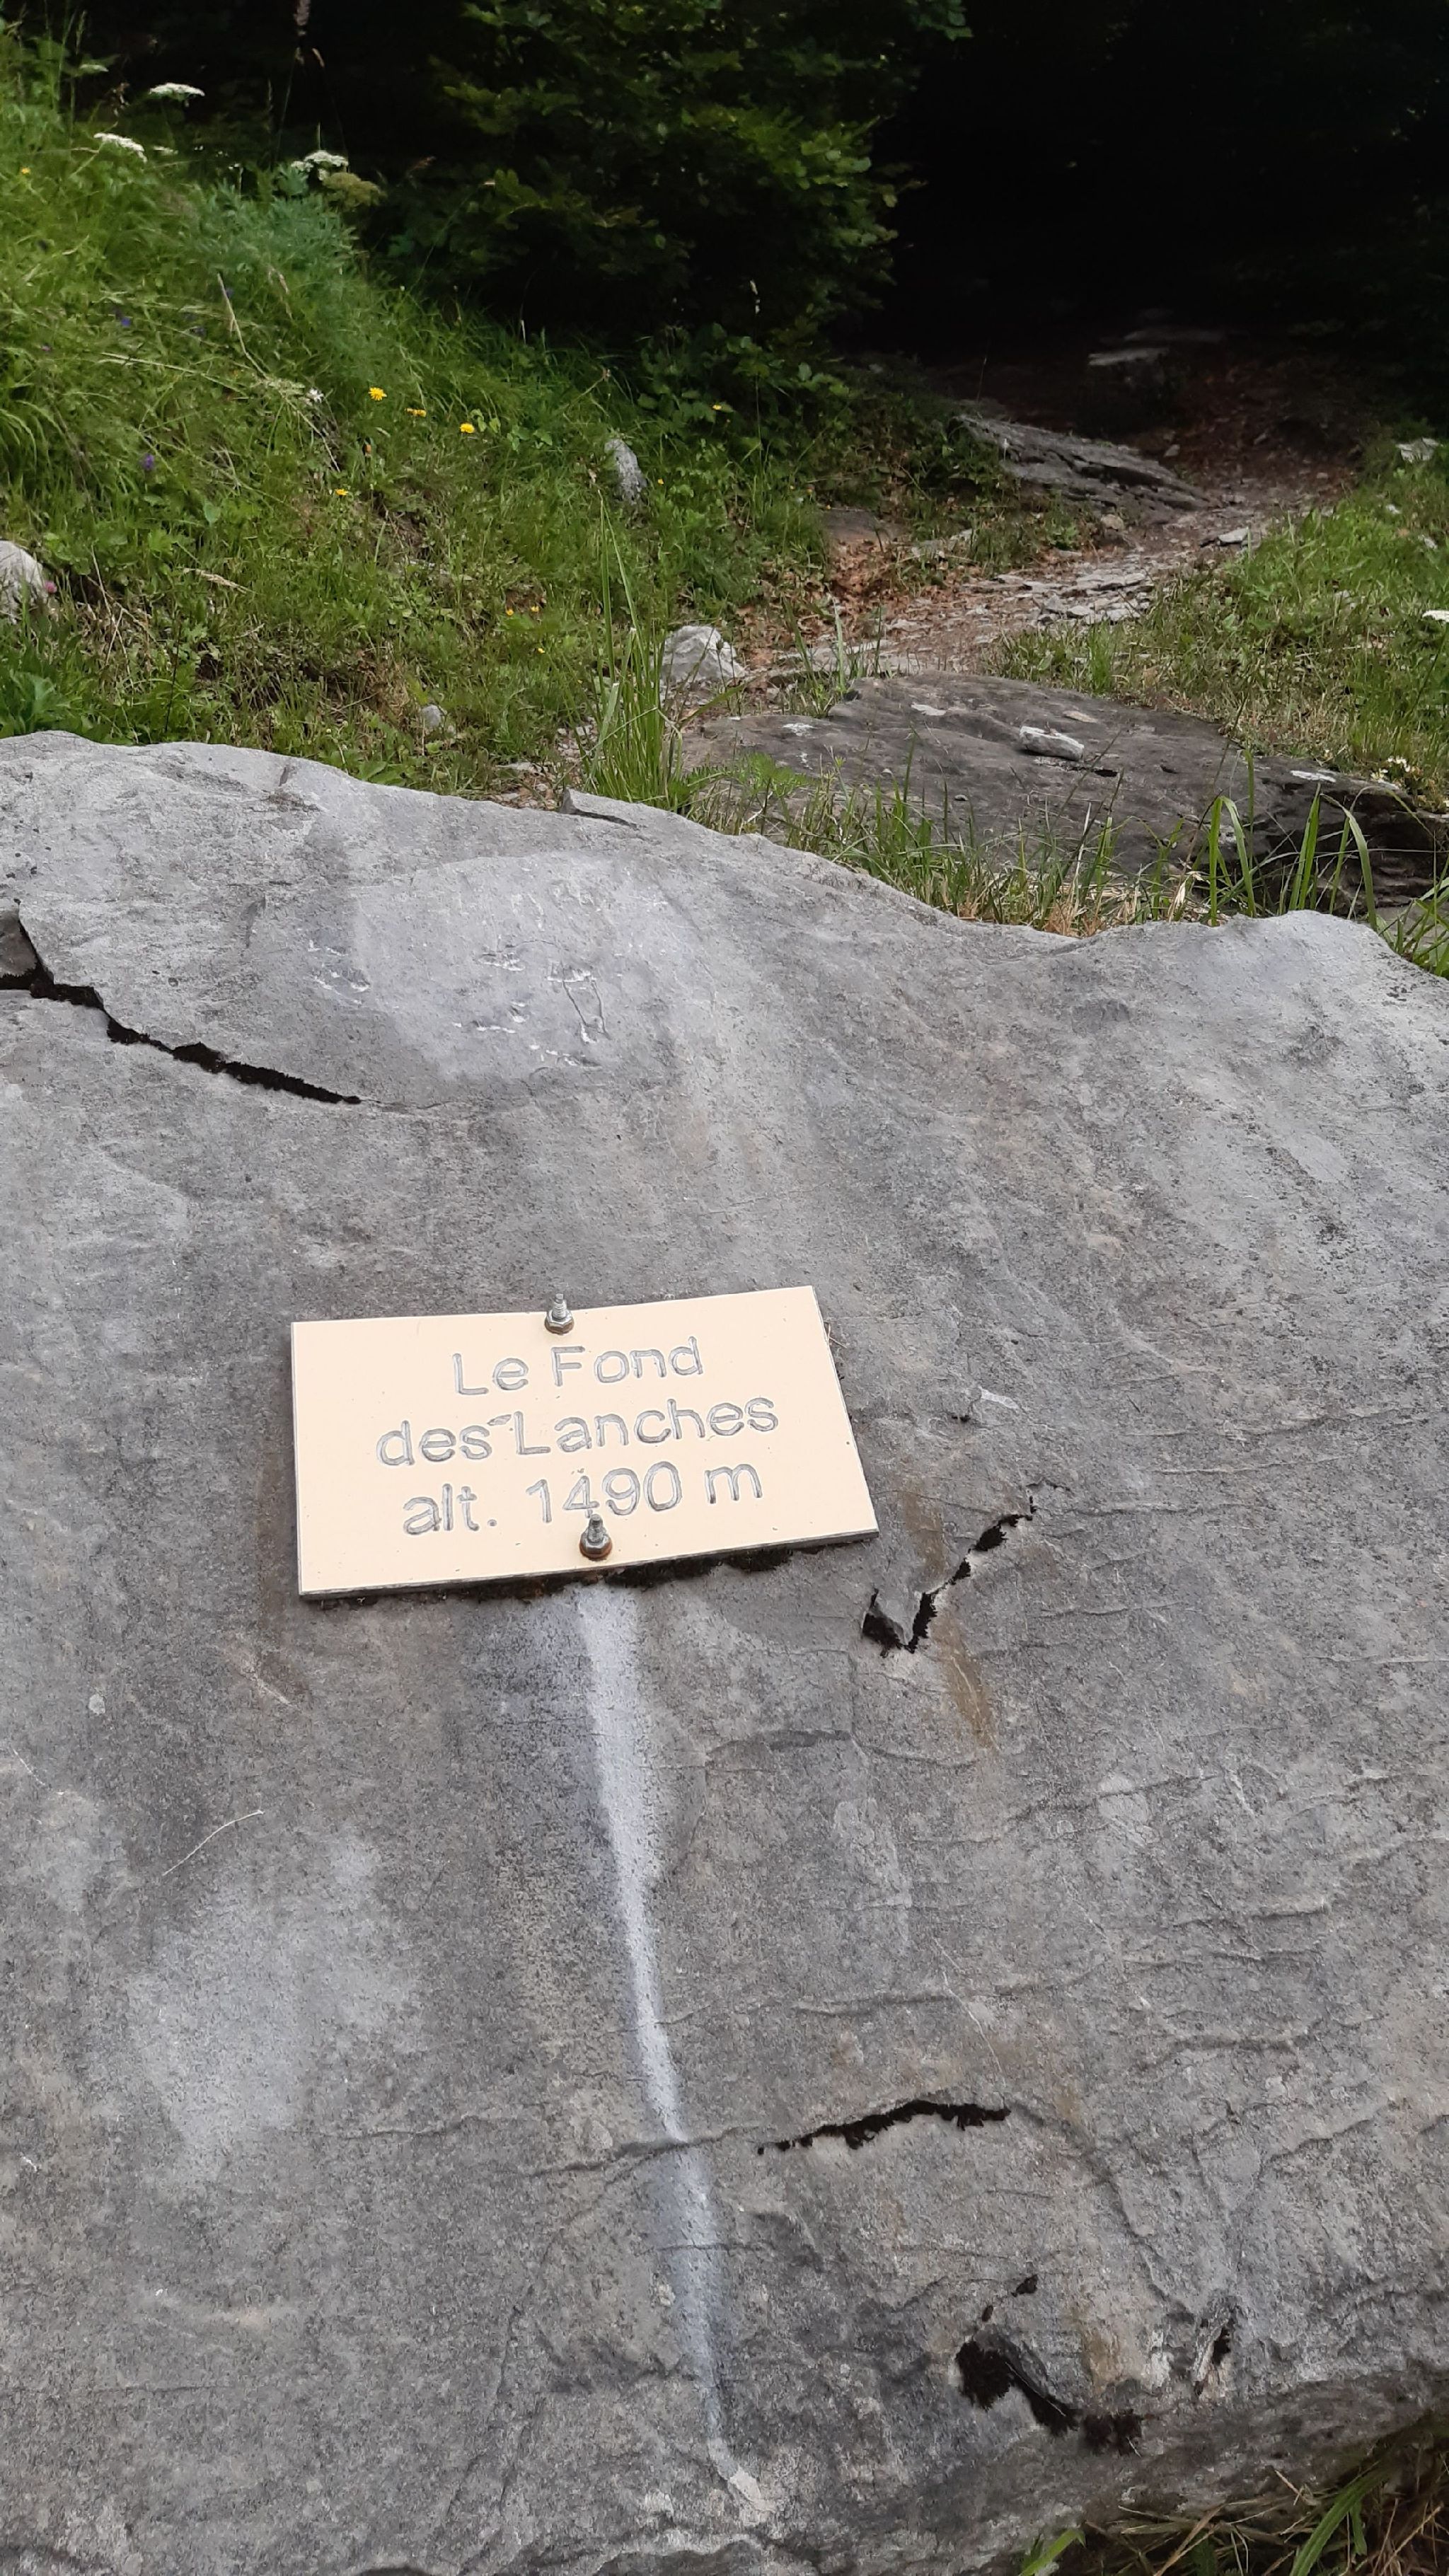 Le Fond
des Lanches
alt. 1490 m